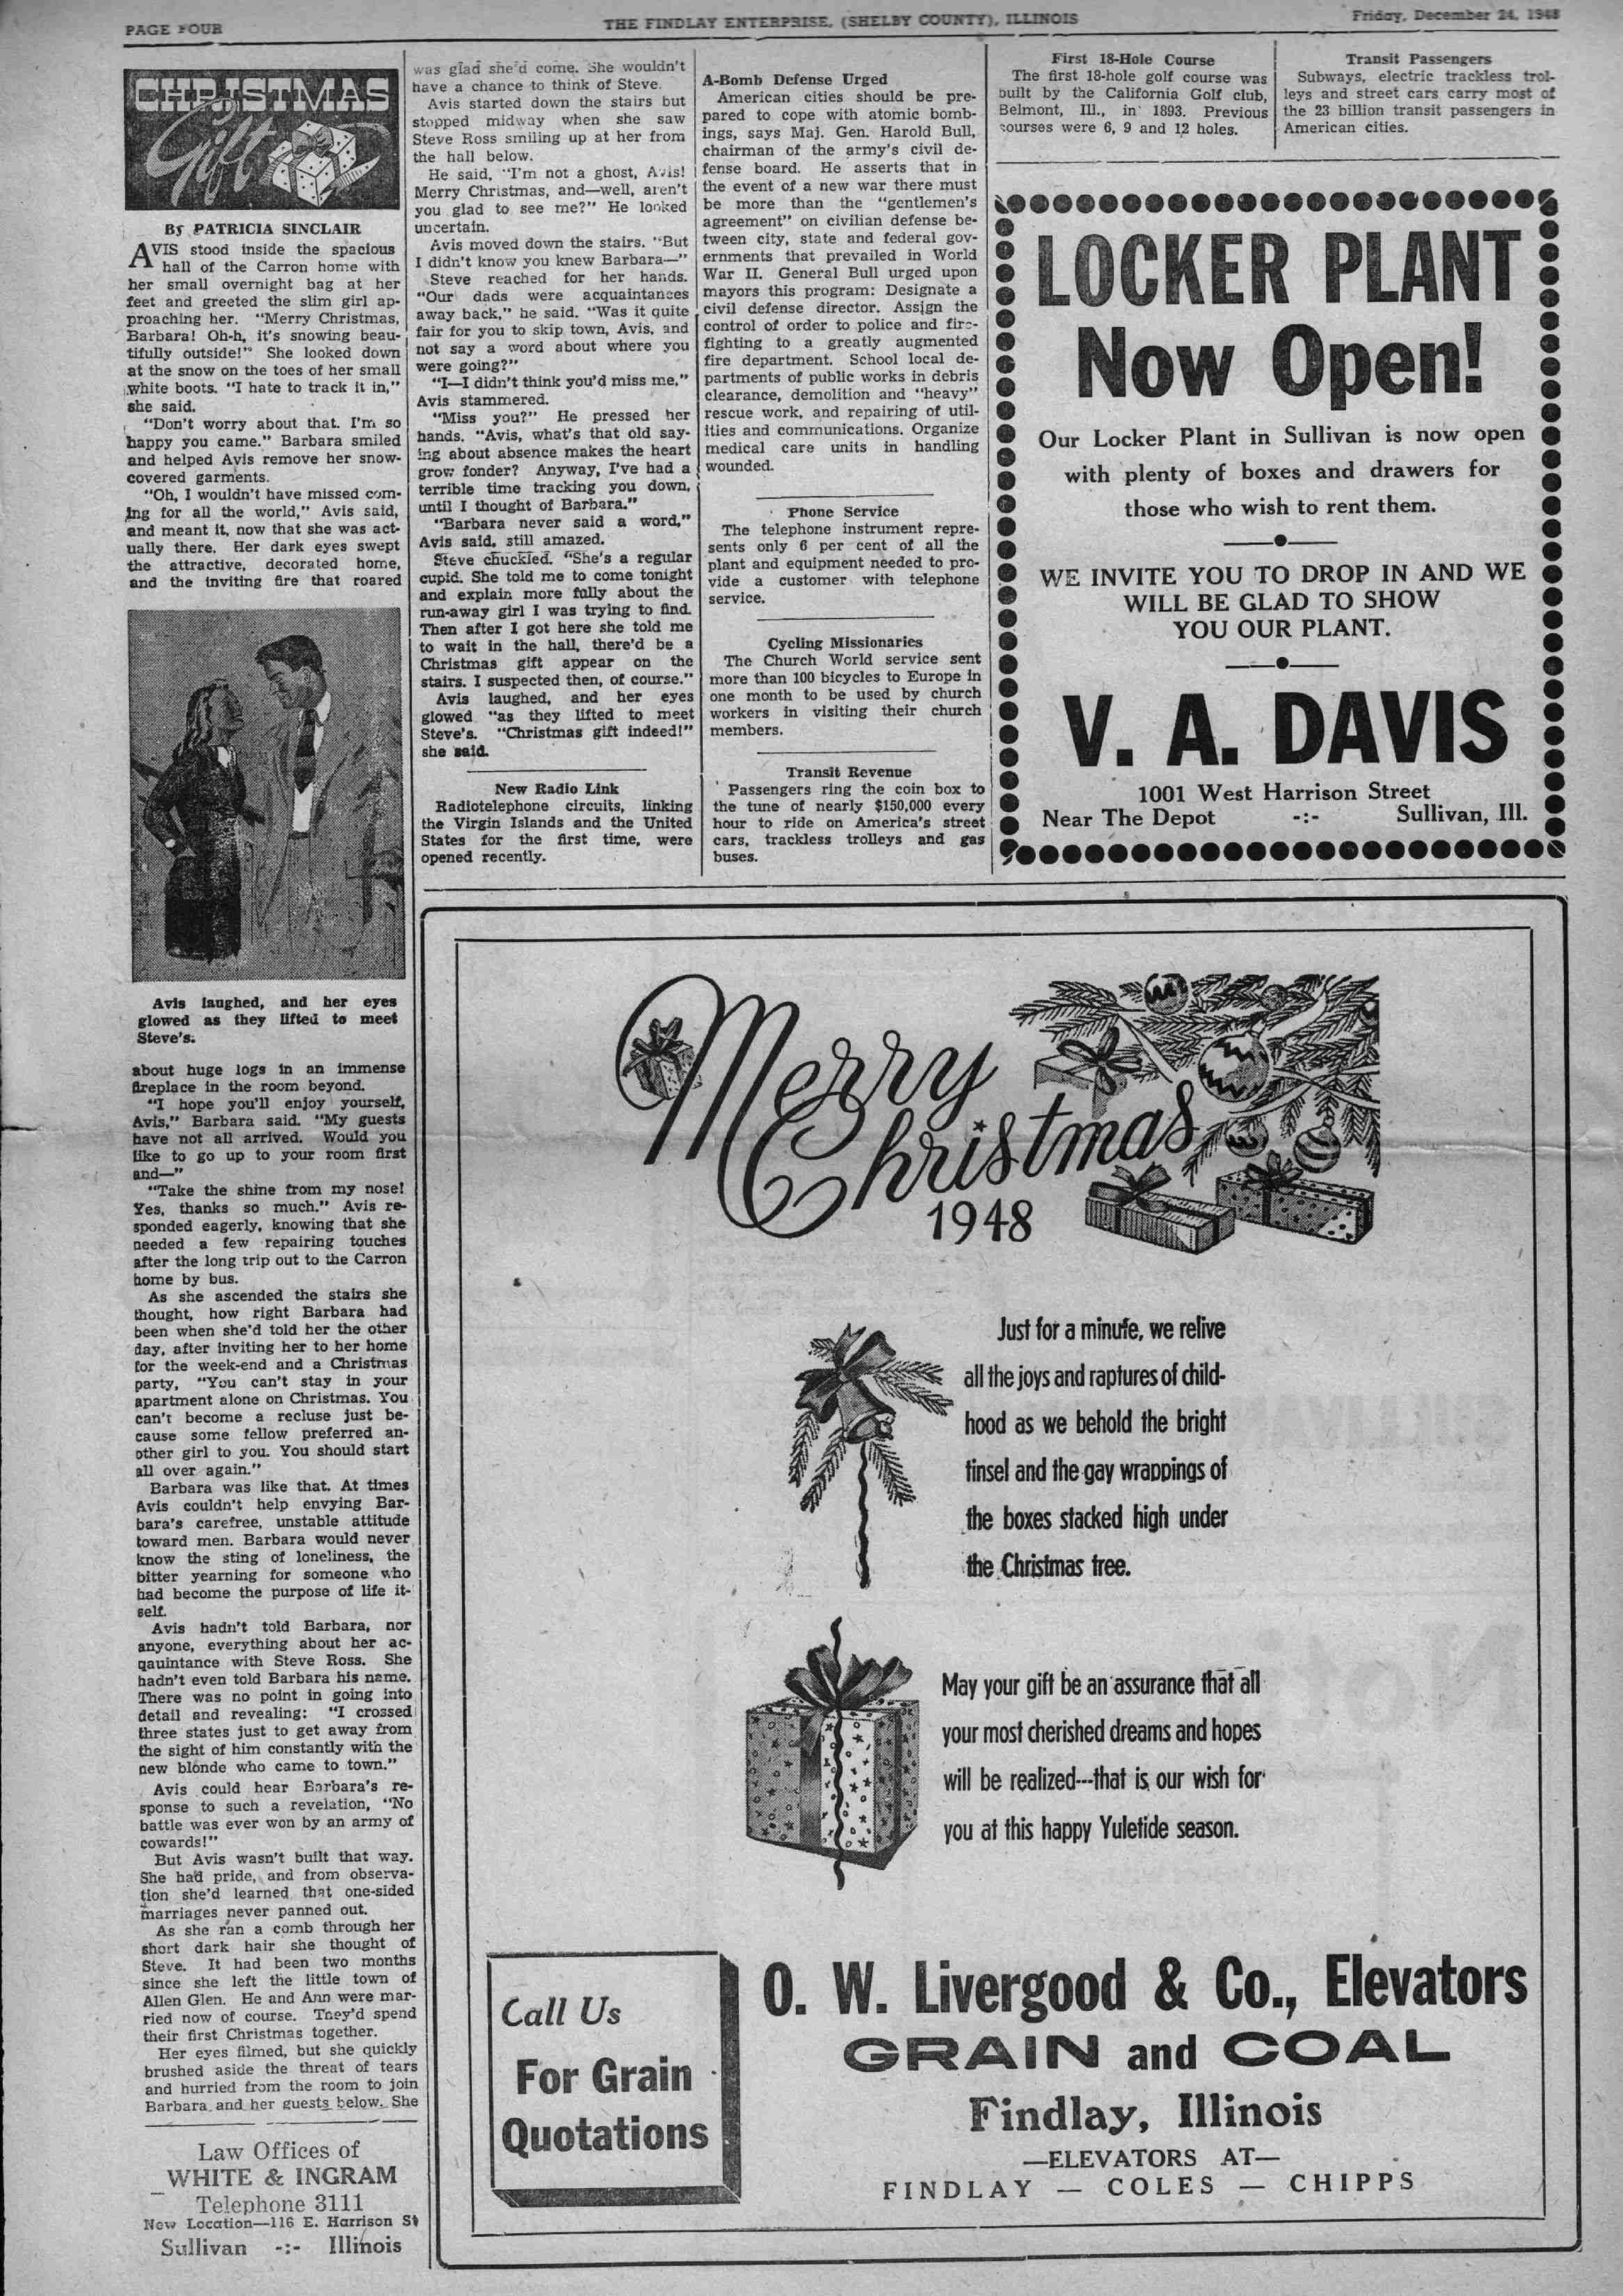 PAGE FOUR
THE FINDLAY ENTERPRISE, (SHELBY COUNTY), ILLINOIS
Friday, December 24, 1948
CHRISTMAS
Gift
By PATRICIA SINCLAIR
AVIS stood inside the spacious
hall of the Carron home with
her small overnight bag at her
feet and greeted the slim girl ap-
proaching her. "Merry Christmas,
Barbara! Oh-h, it's snowing beau-
tifully outside!" She looked down
at the snow on the toes of her small
white boots. "I hate to track it in,"
she said.
"Don't worry about that. I'm so
happy you came." Barbara smiled
and helped Avis remove her snow-
covered garments.
"Oh, I wouldn't have missed com-
ing for all the world," Avis said,
and meant it, now that she was act-
ually there. Her dark eyes swept
the attractive, decorated home,
and the inviting fire that roared
Avis laughed, and her eyes
glowed as they lifted to meet
Steve's.
about huge logs in an immense
fireplace in the room beyond.
"I hope you'll enjoy yourself,
Avis," Barbara said. "My guests
have not all arrived. Would you
like to go up to your room first
and—"
"Take the shine from my nose!
Yes, thanks so much." Avis re-
sponded eagerly, knowing that she
needed a few repairing touches
after the long trip out to the Carron
home by bus.
As she ascended the stairs she
thought, how right Barbara had
been when she'd told her the other
day, after inviting her to her home
for the week-end and a Christmas
party, "You can't stay in your
apartment alone on Christmas. You
can't become a recluse just be-
cause some fellow preferred an-
other girl to you. You should start
all over again."
Barbara was like that. At times
Avis couldn't help envying Bar-
bara's carefree, unstable attitude
toward men. Barbara would never
know the sting of loneliness, the
bitter yearning for someone who
had become the purpose of life it-
self.
Avis hadn't told Barbara, nor
anyone, everything about her ac-
qauintance with Steve Ross. She
hadn't even told Barbara his name.
There was no point in going into
detail and revealing: "I crossed
three states just to get away from
the sight of him constantly with the
new blonde who came to town."
Avis could hear Barbara's re-
sponse to such a revelation, "No
battle was ever won by an army of
cowards!"
But Avis wasn't built that way.
She had pride, and from observa-
tion she'd learned that one-sided
marriages never panned out.
As she ran a comb through her
short dark hair she thought of
Steve. It had been two months
since she left the little town of
Allen Glen. He and Ann were mar-
ried now of course. They'd spend
their first Christmas together.
Her eyes filmed, but she quickly
brushed aside the threat of tears
and hurried from the room to join
Barbara and her guests below. She
Law Offices of
WHITE & INGRAM
Telephone 3111
New Location—116 E. Harrison St
Sullivan -:- Illinois
was glad she'd come. She wouldn't
have a chance to think of Steve.
Avis started down the stairs but
stopped midway when she saw
Steve Ross smiling up at her from
the hall below.
He said, "I'm not a ghost, Avis!
Merry Christmas, and—well, aren't
you glad to see me?" He looked
uncertain.
Avis moved down the stairs. "But
I didn't know you knew Barbara—"
Steve reached for her hands.
"Our dads were acquaintances
away back," he said. "Was it quite
fair for you to skip town, Avis, and
not say a word about where you
were going?"
"I—I didn't think you'd miss me,"
Avis stammered.
"Miss you?" He pressed her
hands. "Avis, what's that old say-
ing about absence makes the heart
grow fonder? Anyway, I've had a
terrible time tracking you down,
until I thought of Barbara."
"Barbara never said a word,"
Avis said, still amazed.
Steve chuckled. "She's a regular
cupid. She told me to come tonight
and explain more fully about the
run-away girl I was trying to find.
Then after I got here she told me
to wait in the hall, there'd be a
Christmas gift appear on the
stairs. I suspected then, of course."
Avis laughed, and her eyes
glowed "as they lifted to meet
Steve's. "Christmas gift indeed!"
she said.
New Radio Link
Radiotelephone circuits, linking
the Virgin Islands and the United
States for the first time, were
opened recently.
A-Bomb Defense Urged
American cities should be pre-
pared to cope with atomic bomb-
ings, says Maj. Gen. Harold Bull,
chairman of the army's civil de-
fense board. He asserts that in
the event of a new war there must
be more than the "gentlemen's
agreement" on civilian defense be-
tween city, state and federal gov-
ernments that prevailed in World
War II. General Bull urged upon
mayors this program: Designate a
civil defense director. Assign the
control of order to police and fire-
fighting to a greatly augmented
fire department. School local de-
partments of public works in debris
clearance, demolition and "heavy"
rescue work, and repairing of util-
ities and communications. Organize
medical care units in handling
wounded.
Phone Service
The telephone instrument repre-
sents only 6 per cent of all the
plant and equipment needed to pro-
vide a customer with telephone
service.
Cycling Missionaries
The Church World service sent
more than 100 bicycles to Europe in
one month to be used by church
workers in visiting their church
members.
Transit Revenue
Passengers ring the coin box to
the tune of nearly $150,000 every
hour to ride on America's street
cars, trackless trolleys and gas
buses.
First 18-Hole Course
The first 18-hole golf course was
built by the California Golf club,
Belmont, Ill., in 1893. Previous
courses were 6, 9 and 12 holes.
Transit Passengers
Subways, electric trackless trol-
leys and street cars carry most of
the 23 billion transit passengers in
American cities.
LOCKER PLANT
Now Open!
Our Locker Plant in Sullivan is now open
with plenty of boxes and drawers for
those who wish to rent them.
WE INVITE YOU TO DROP IN AND WE
WILL BE GLAD TO SHOW
YOU OUR PLANT.
V. A. DAVIS
1001 West Harrison Street
Near The Depot -:- Sullivan, Ill.
Merry
Christmas
1948
Just for a minute, we relive
all the joys and raptures of child-
hood as we behold the bright
tinsel and the gay wrappings of
the boxes stacked high under
the Christmas tree.
May your gift be an assurance that all
your most cherished dreams and hopes
will be realized---that is our wish for
you at this happy Yuletide season.
Call Us
For Grain
Quotations
O. W. Livergood & Co., Elevators
GRAIN and COAL
Findlay, Illinois
—ELEVATORS AT—
FINDLAY — COLES — CHIPPS